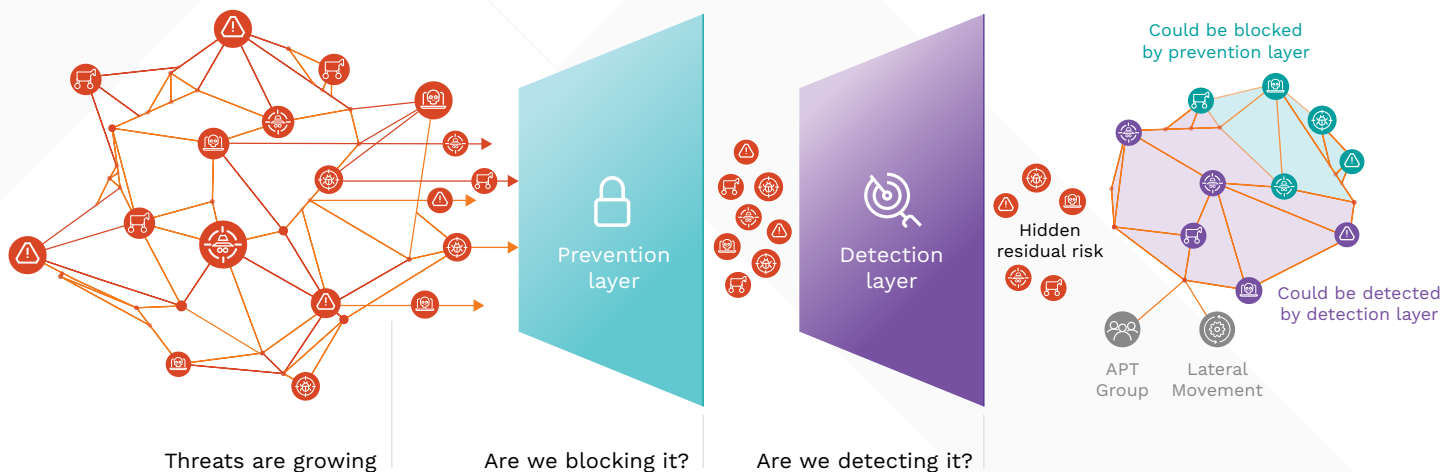 Could be blocked
by prevention layer
Prevention
layer
Detection
layer
Hidden
residual risk
Could be detected
by detection layer
APT
Group
Lateral
Movement
Threats are growing
Are we blocking it?
Are we detecting it?